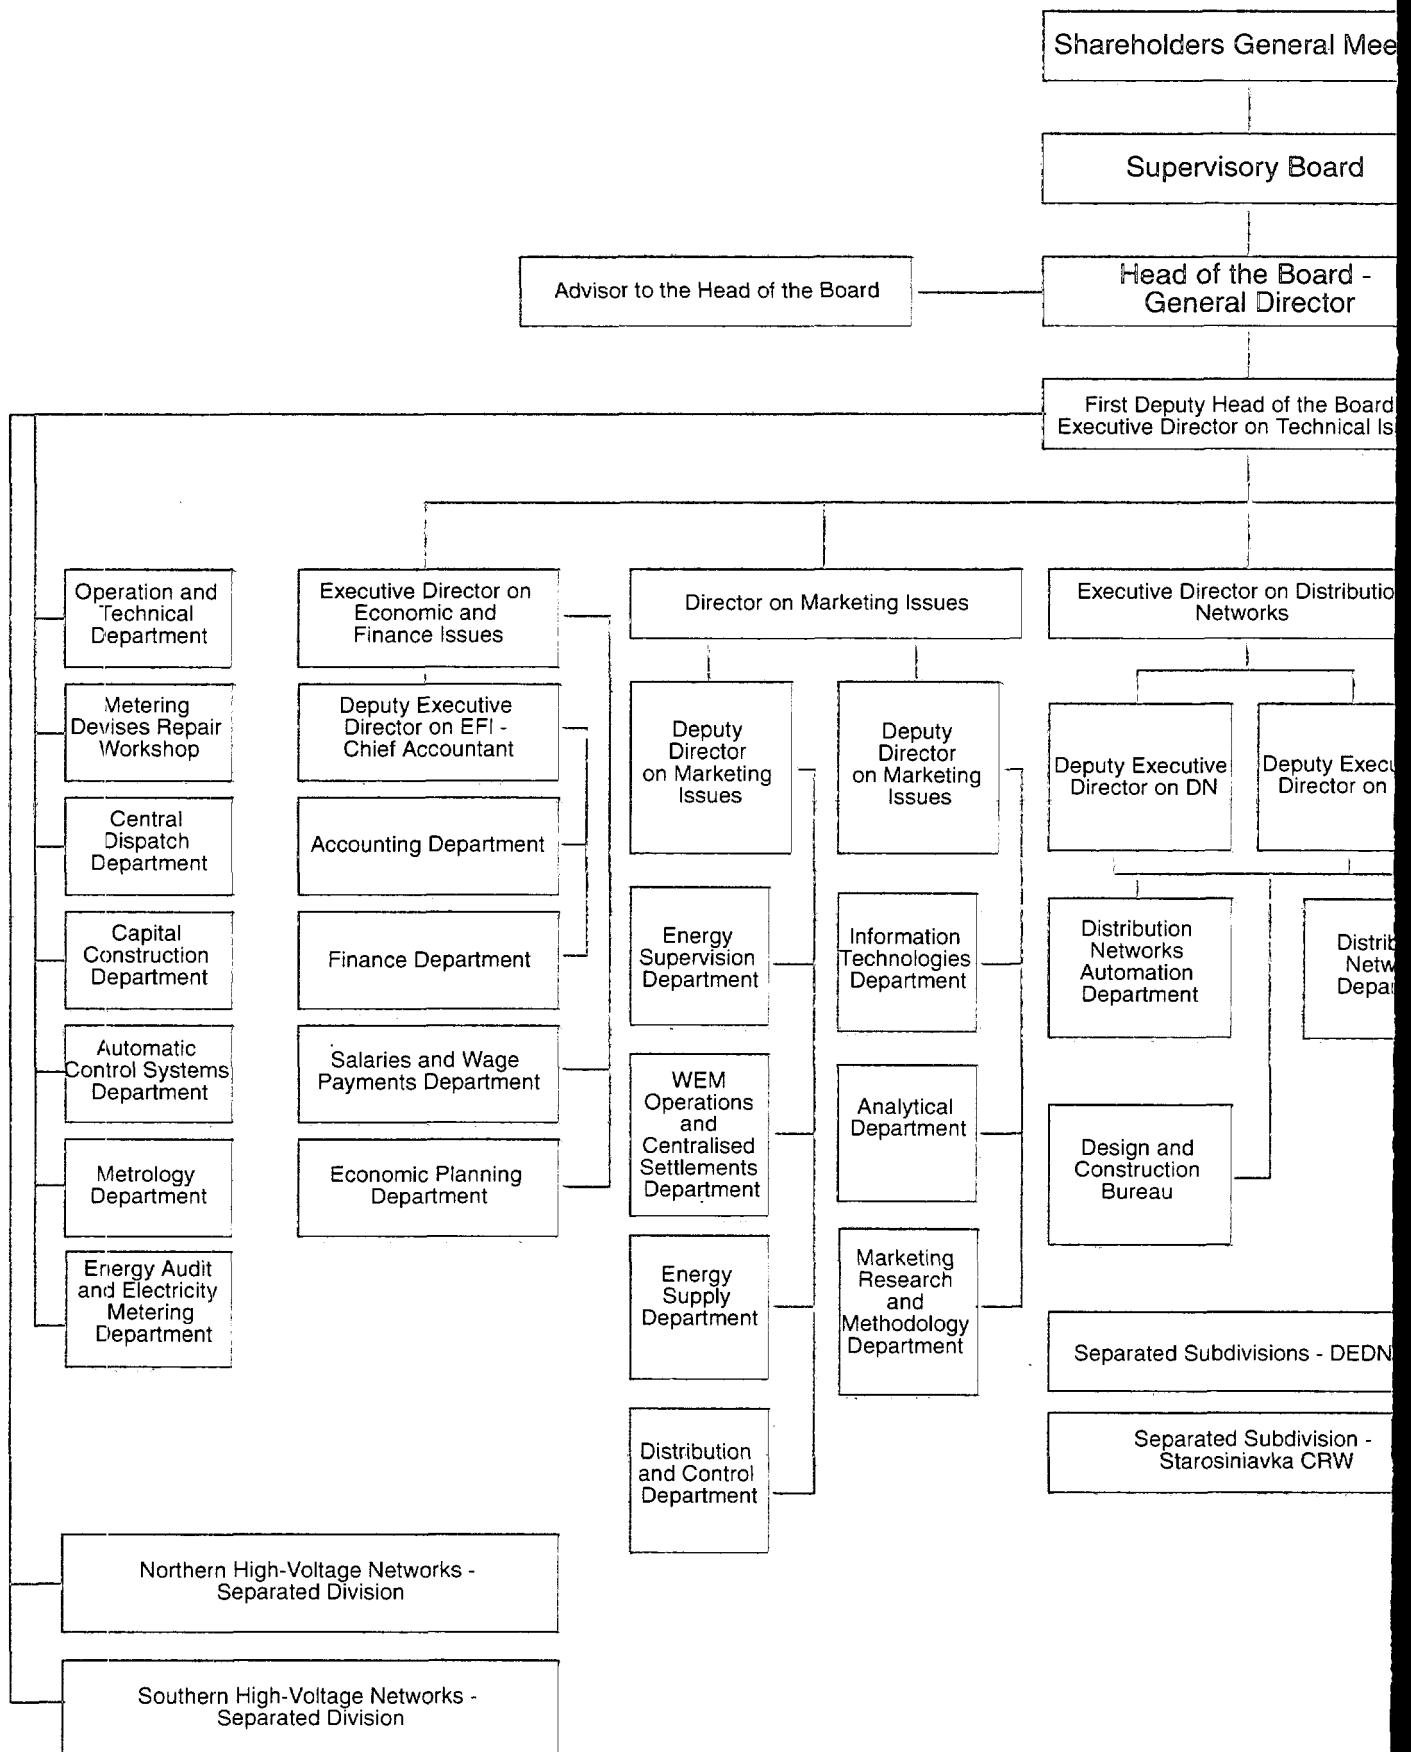 Shareholders General Mee
Supervisory Board
Advisor to the Head of the Board
Head of the Board -
General Director
First Deputy Head of the Board
Executive Director on Technical Is
Operation and
Technical
Department
Metering
Devises Repair
Workshop
Central
Dispatch
Department
Capital
Construction
Department
Automatic
Control Systems
Department
Metrology
Department
Energy Audit
and Electricity
Metering
Department
Executive Director on
Economic and
Finance Issues
Deputy Executive
Director on EFI -
Chief Accountant
Accounting Department
Finance Department
Salaries and Wage
Payments Department
Economic Planning
Department
Director on Marketing Issues
Deputy
Director
on Marketing
Issues
Energy
Supervision
Department
WEM
Operations
and
Centralised
Settlements
Department
Energy
Supply
Department
Distribution
and Control
Department
Deputy
Director
on Marketing
Issues
Information
Technologies
Department
Analytical
Department
Marketing
Research
and
Methodology
Department
Executive Director on Distributio
Networks
Deputy Executive
Director on DN
Deputy Execu
Director on
Distribution
Networks
Automation
Department
Distrib
Netw
Depar
Design and
Construction
Bureau
Separated Subdivisions - DEDN
Separated Subdivision -
Starosiniavka CRW
Northern High-Voltage Networks -
Separated Division
Southern High-Voltage Networks -
Separated Division